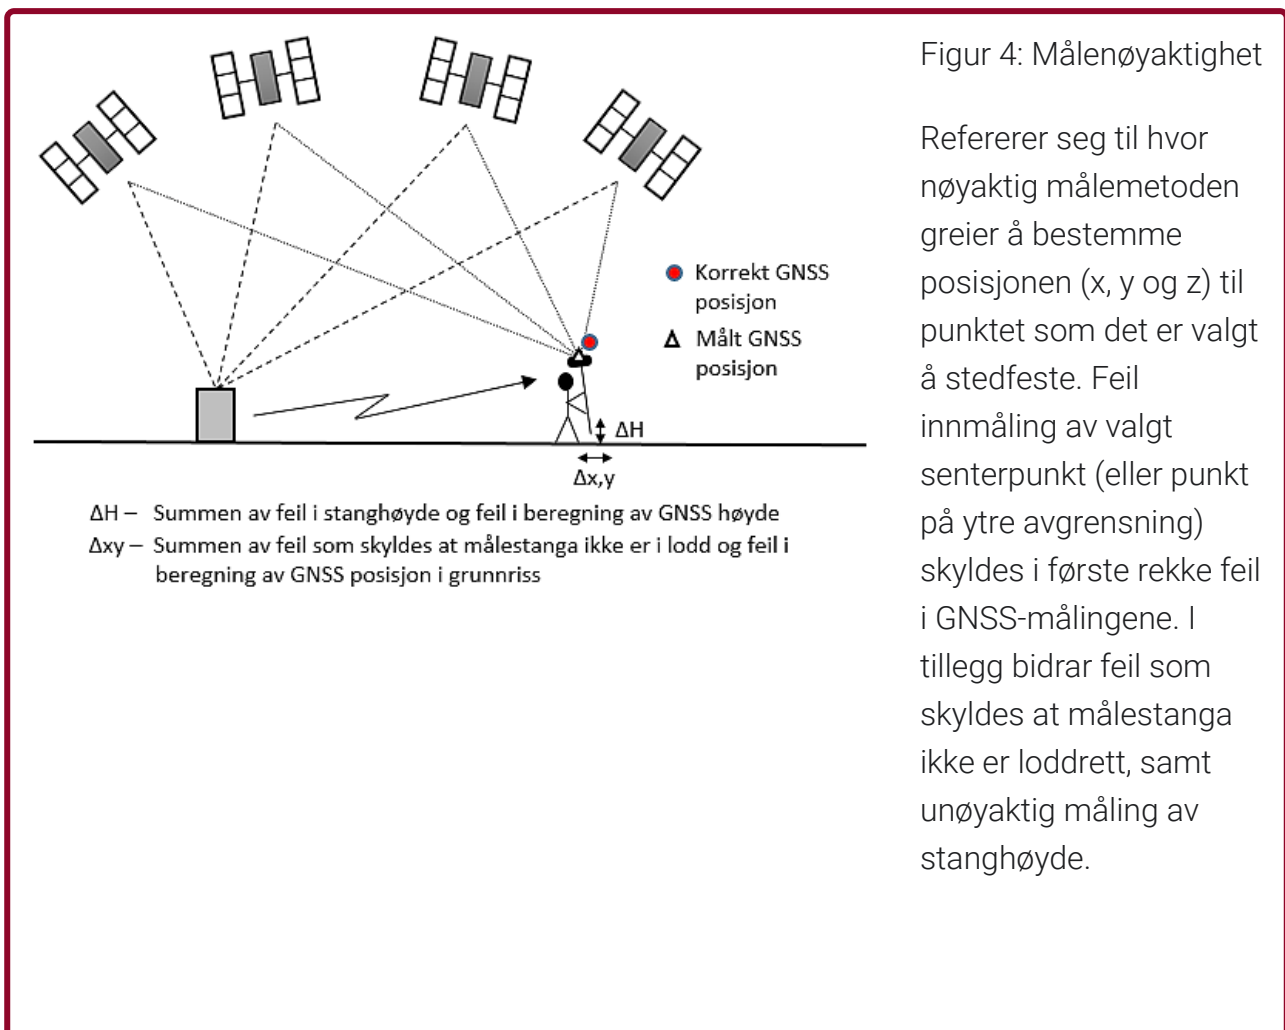 Korrekt GNSS
posisjon
Målt GNSS
posisjon
ΔH
Δx,y
ΔH – Summen av feil i stanghøyde og feil i beregning av GNSS høyde
Δxy – Summen av feil som skyldes at målestanga ikke er i lodd og feil i
beregning av GNSS posisjon i grunnriss
Figur 4: Målenøyaktighet
Refererer seg til hvor
nøyaktig målemetoden
greier å bestemme
posisjonen (x, y og z) til
punktet som det er valgt
å stedfeste. Feil
innmåling av valgt
senterpunkt (eller punkt
på ytre avgrensning)
skyldes i første rekke feil
i GNSS-målingene. I
tillegg bidrar feil som
skyldes at målestanga
ikke er loddrett, samt
unøyaktig måling av
stanghøyde.